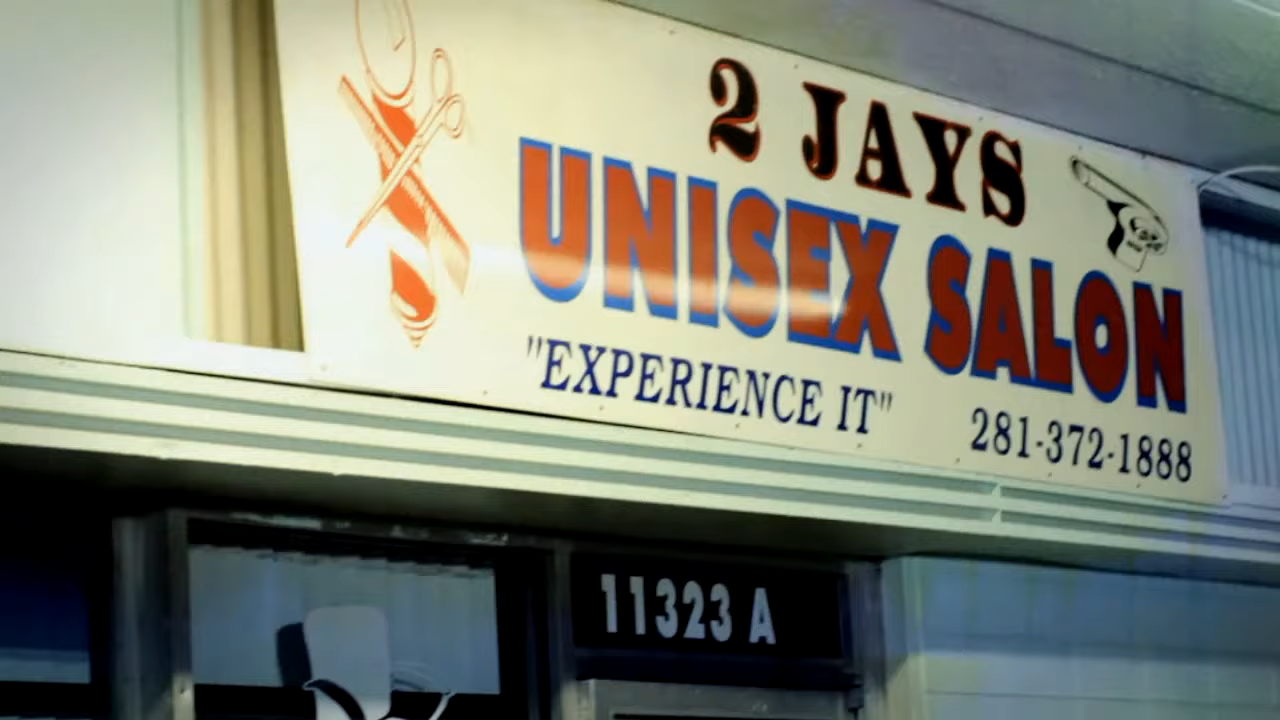 2 JAYS
UNISEX SALON
"EXPERIENCE IT"
281-372-1888
11323 A